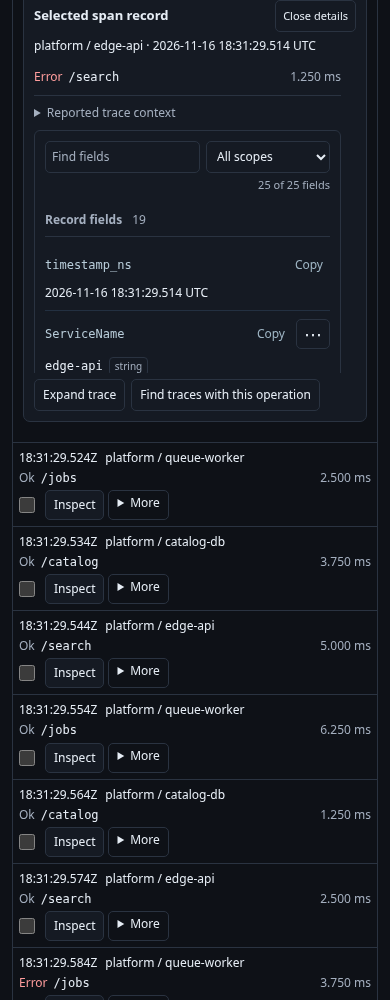 Selected span record
Close details
platform / edge-api · 2026-11-16 18:31:29.514 UTC
Error /search 1.250 ms
▶ Reported trace context
Find fields All scopes
25 of 25 fields
Record fields 19
timestamp_ns Copy
2026-11-16 18:31:29.514 UTC
ServiceName Copy ...
edge-api string
Expand trace Find traces with this operation
18:31:29.524Z platform / queue-worker
Ok /jobs 2.500 ms
Inspect ▶ More
18:31:29.534Z platform / catalog-db
Ok /catalog 3.750 ms
Inspect ▶ More
18:31:29.544Z platform / edge-api
Ok /search 5.000 ms
Inspect ▶ More
18:31:29.554Z platform / queue-worker
Ok /jobs 6.250 ms
Inspect ▶ More
18:31:29.564Z platform / catalog-db
Ok /catalog 1.250 ms
Inspect ▶ More
18:31:29.574Z platform / edge-api
Ok /search 2.500 ms
Inspect ▶ More
18:31:29.584Z platform / queue-worker
Error /jobs 3.750 ms